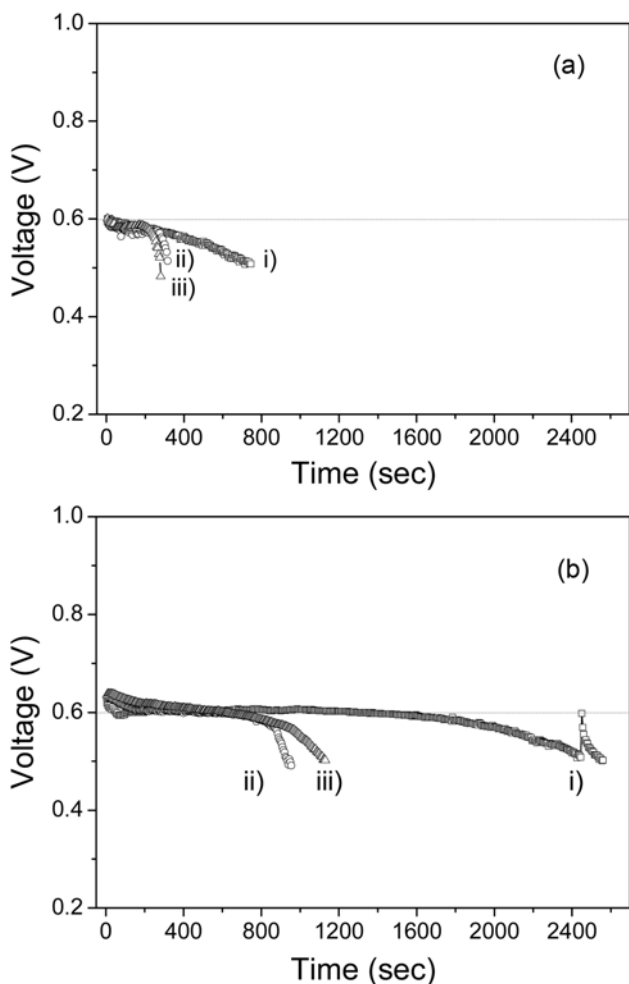 (a)
1.0
0.8
0.6
0.4
0.2
Voltage (V)
i)
ii)
iii)
0 400 800 1200 1600 2000 2400
Time (sec)
(b)
1.0
0.8
0.6
0.4
0.2
Voltage (V)
ii) iii) i)
0 400 800 1200 1600 2000 2400
Time (sec)